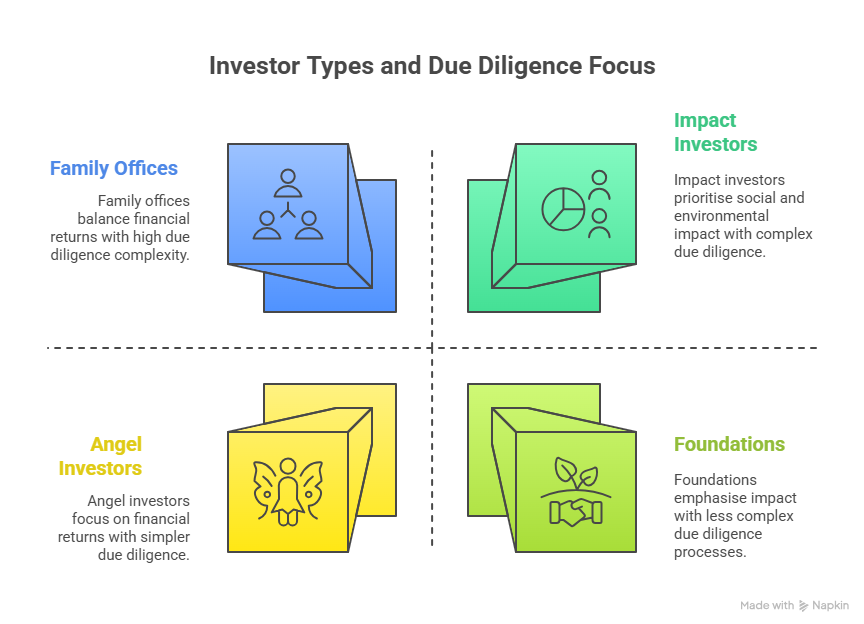 Investor Types and Due Diligence Focus
Family Offices
Family offices
balance financial
returns with high due
diligence complexity.
Impact
Investors
Impact investors
prioritise social and
environmental
impact with complex
due diligence.
Angel
Investors
Angel investors
focus on financial
returns with simpler
due diligence.
Foundations
Foundations
emphasise impact
with less complex
due diligence
processes.
Made with Napkin